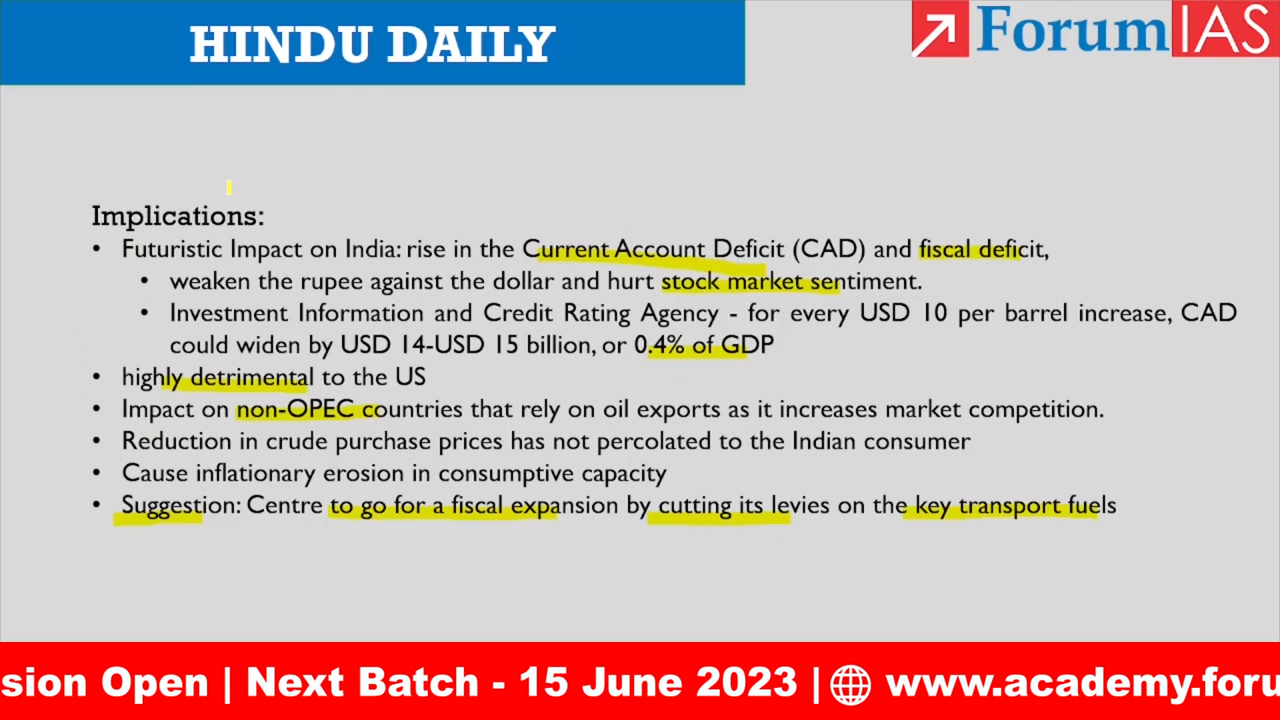 HINDU DAILY
ForumIAS
Implications:
• Futuristic Impact on India: rise in the Current Account Deficit (CAD) and fiscal deficit,
• weaken the rupee against the dollar and hurt stock market sentiment.
• Investment Information and Credit Rating Agency - for every USD 10 per barrel increase, CAD
could widen by USD 14-USD 15 billion, or 0.4% of GDP
• highly detrimental to the US
• Impact on non-OPEC countries that rely on oil exports as it increases market competition.
• Reduction in crude purchase prices has not percolated to the Indian consumer
• Cause inflationary erosion in consumptive capacity
• Suggestion: Centre to go for a fiscal expansion by cutting its levies on the key transport fuels
sion Open | Next Batch - 15 June 2023 | www.academy.foru